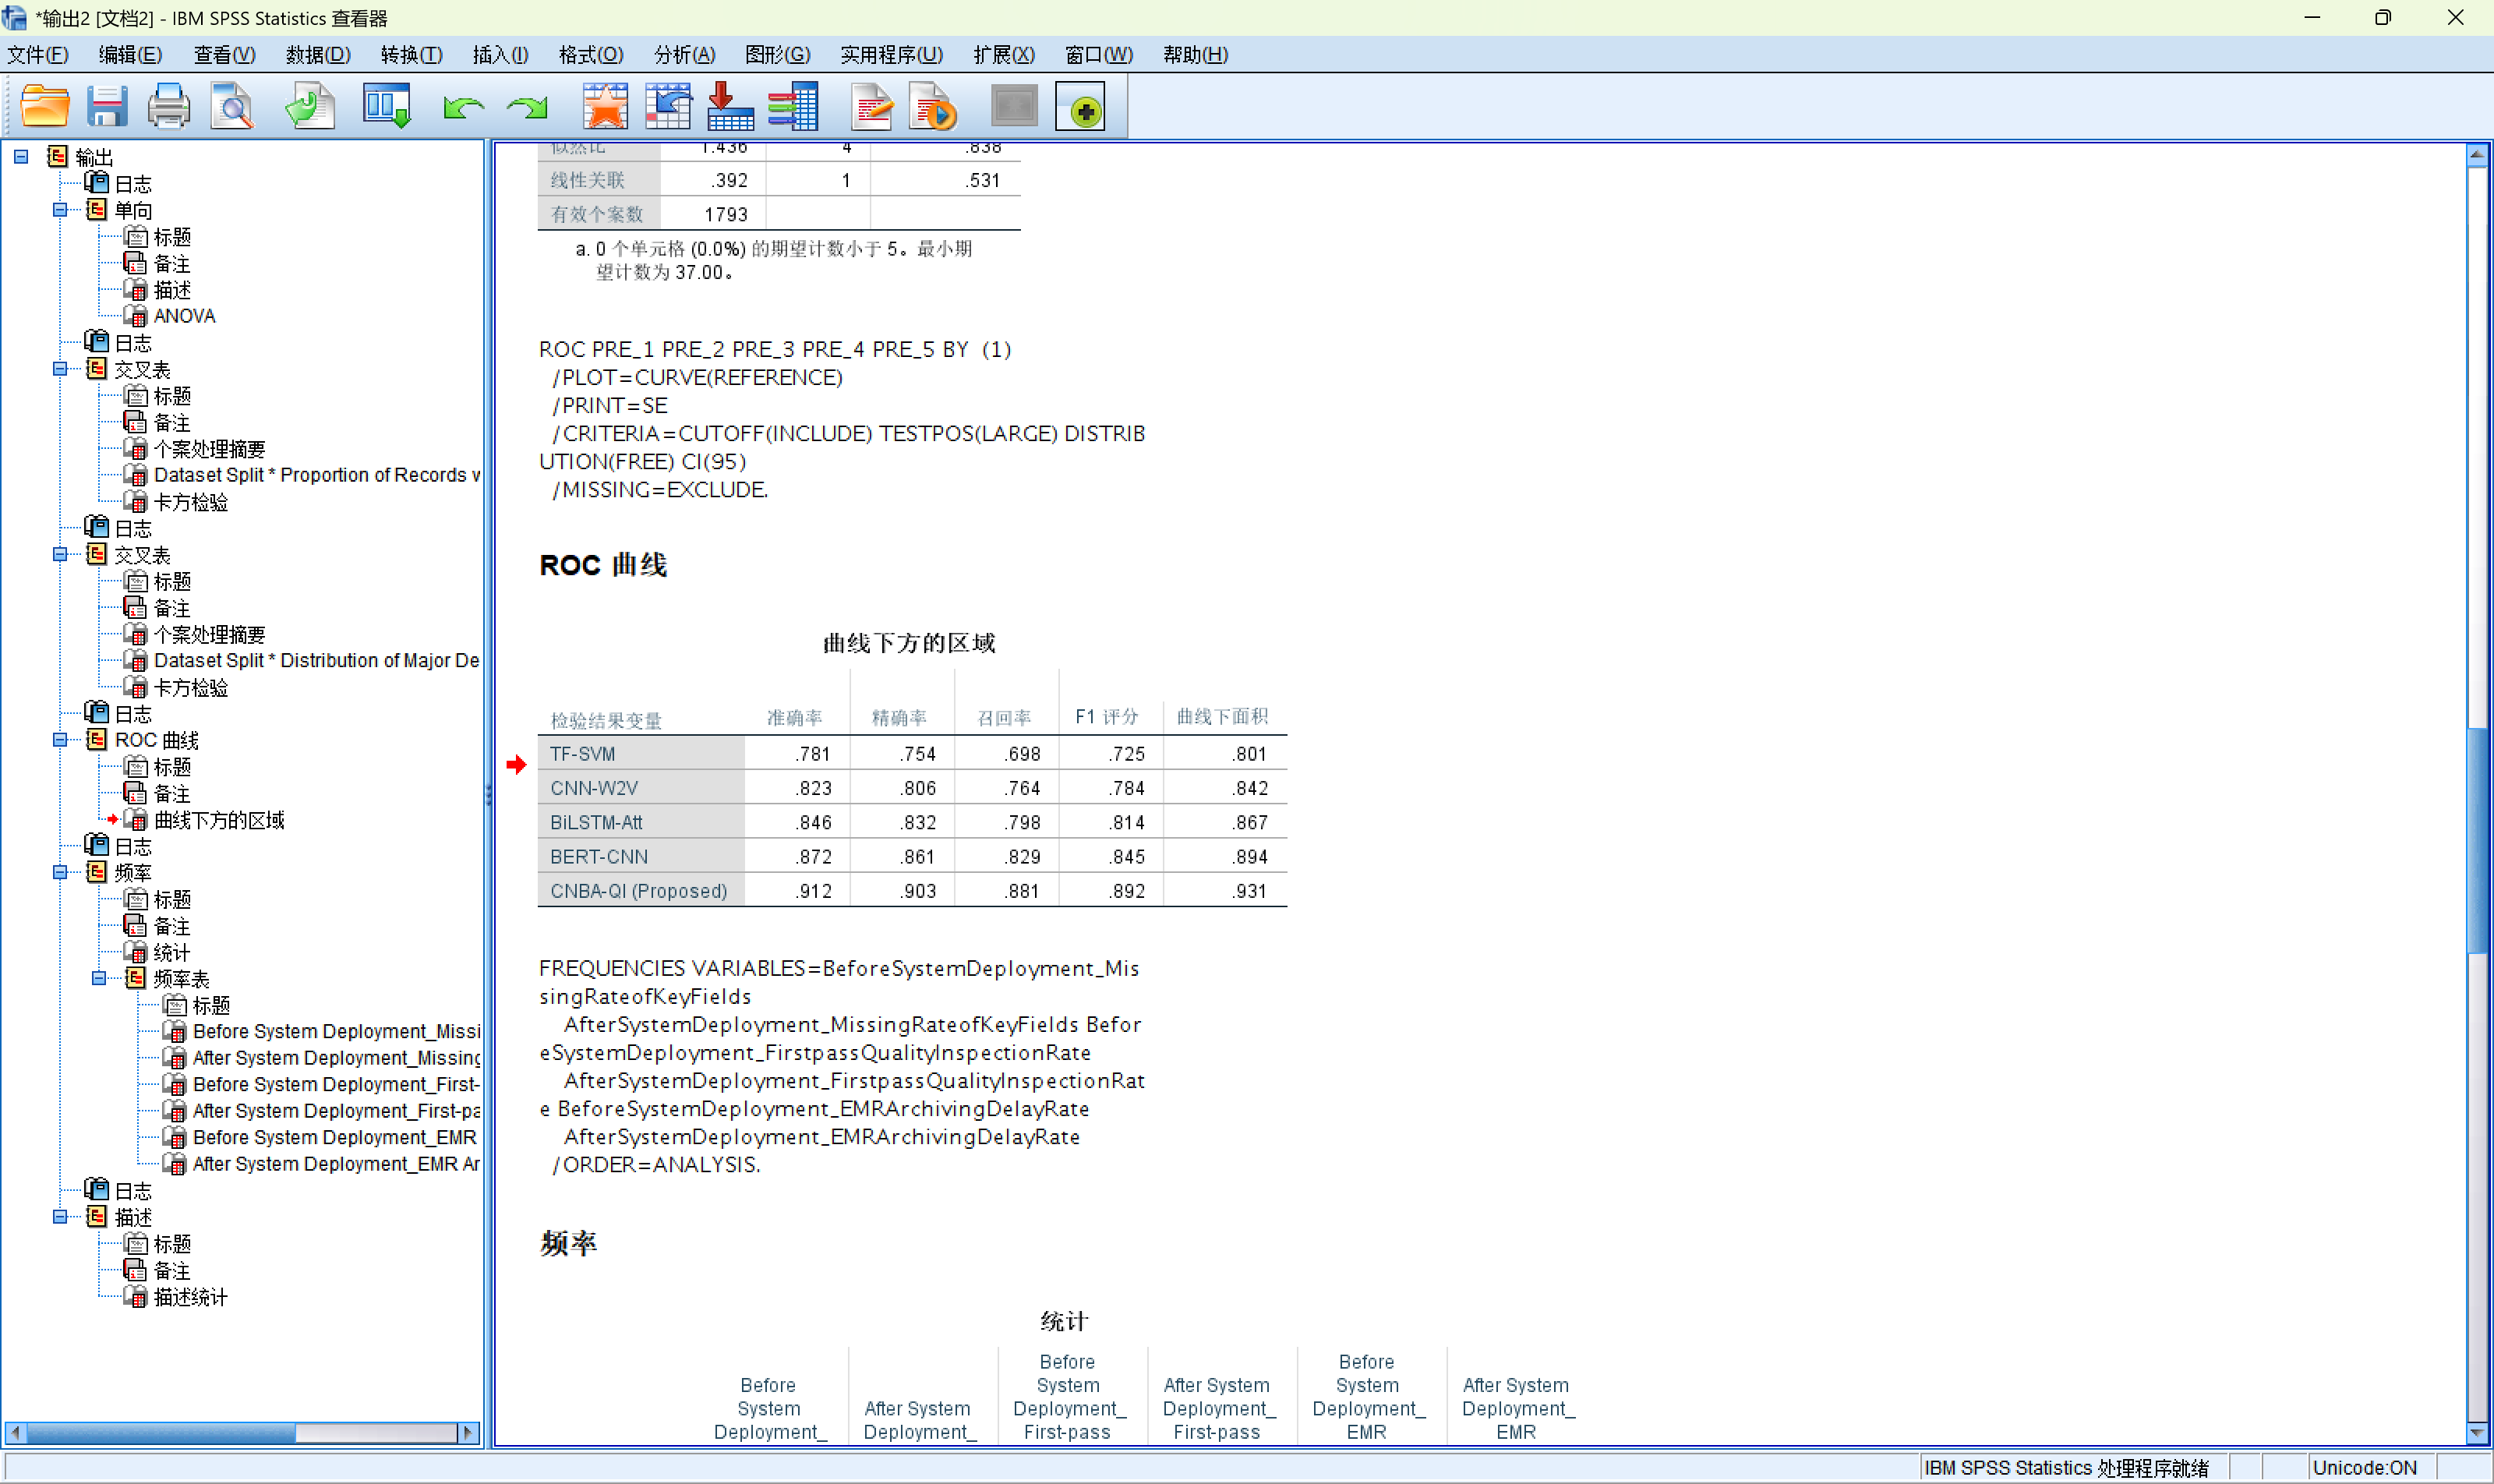 *输出2 [文档2] - IBM SPSS Statistics 查看器
文件(F) 编辑(E) 查看(V) 数据(D) 转换(T) 插入(I) 格式(O) 分析(A) 图形(G) 实用程序(U) 扩展(X) 窗口(W) 帮助(H)
输出
日志
单向
标题
备注
描述
ANOVA
日志
交叉表
标题
备注
个案处理摘要
Dataset Split * Proportion of Records
卡方检验
日志
交叉表
标题
备注
个案处理摘要
Dataset Split * Distribution of Major De
卡方检验
日志
ROC 曲线
标题
备注
曲线下方的区域
日志
频率
标题
备注
统计
频率表
标题
Before System Deployment_Missi
After System Deployment_Missing
Before System Deployment_First-
After System Deployment_First-pa
Before System Deployment_EMR
After System Deployment_EMR Ar
日志
描述
标题
备注
描述统计
似然比 1.436 4 .838
线性关联 .392 1 .531
有效个案数 1793
a. 0 个单元格 (0.0%) 的期望计数小于 5。最小期
望计数为 37.00。
ROC PRE_1 PRE_2 PRE_3 PRE_4 PRE_5 BY (1)
/PLOT=CURVE(REFERENCE)
/PRINT=SE
/CRITERIA=CUTOFF(INCLUDE) TESTPOS(LARGE) DISTRIB
UTION(FREE) CI(95)
/MISSING=EXCLUDE.
ROC 曲线
曲线下方的区域
检验结果变量 准确率 精确率 召回率 F1 评分 曲线下面积
TF-SVM .781 .754 .698 .725 .801
CNN-W2V .823 .806 .764 .784 .842
BiLSTM-Att .846 .832 .798 .814 .867
BERT-CNN .872 .861 .829 .845 .894
CNBA-QI (Proposed) .912 .903 .881 .892 .931
FREQUENCIES VARIABLES=BeforeSystemDeployment_Mis
singRateofKeyFields
AfterSystemDeployment_MissingRateofKeyFields Befor
eSystemDeployment_FirstpassQualityInspectionRate
AfterSystemDeployment_FirstpassQualityInspectionRat
e BeforeSystemDeployment_EMRArchivingDelayRate
AfterSystemDeployment_EMRArchivingDelayRate
/ORDER=ANALYSIS.
频率
统计
Before Before
Before System After System System After System
System After System Deployment_ Deployment_ Deployment_ Deployment_
Deployment_ Deployment_ First-pass First-pass EMR EMR
IBM SPSS Statistics 处理程序就绪 Unicode:ON